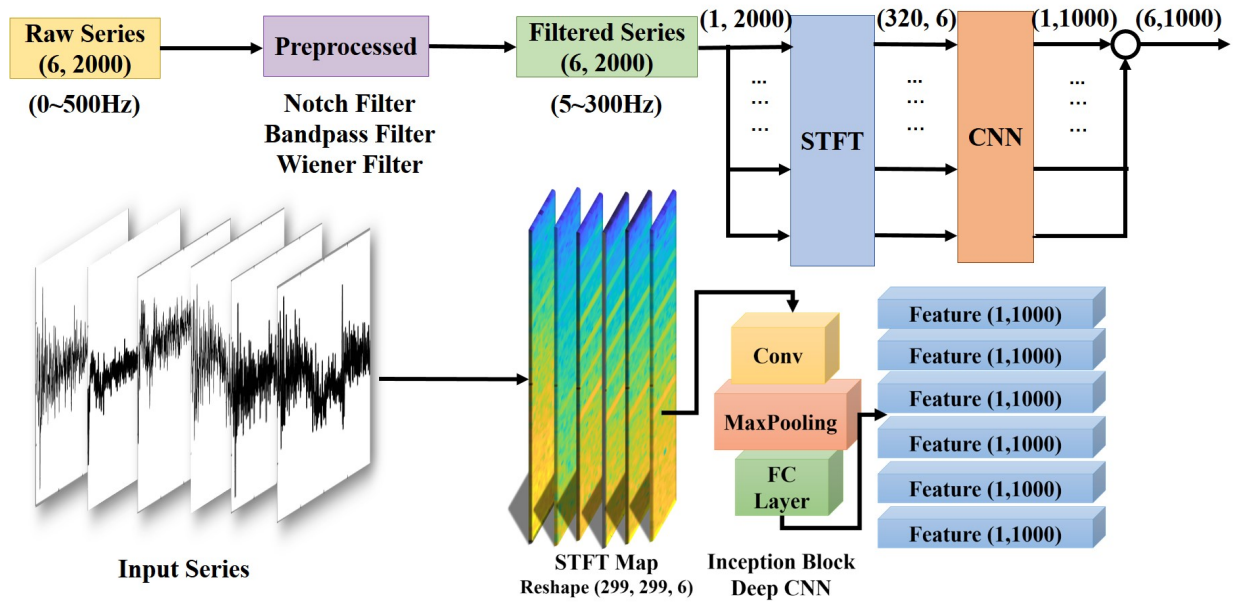 Raw Series
(6, 2000)
(0~500Hz)
Preprocessed
Notch Filter
Bandpass Filter
Wiener Filter
Filtered Series
(6, 2000)
(5~300Hz)
(1, 2000)
...
...
...
STFT
(320, 6)
...
...
...
CNN
(1,1000)
...
...
...
(6,1000)
Input Series
STFT Map
Reshape (299, 299, 6)
Conv
MaxPooling
FC
Layer
Inception Block
Deep CNN
Feature (1,1000)
Feature (1,1000)
Feature (1,1000)
Feature (1,1000)
Feature (1,1000)
Feature (1,1000)